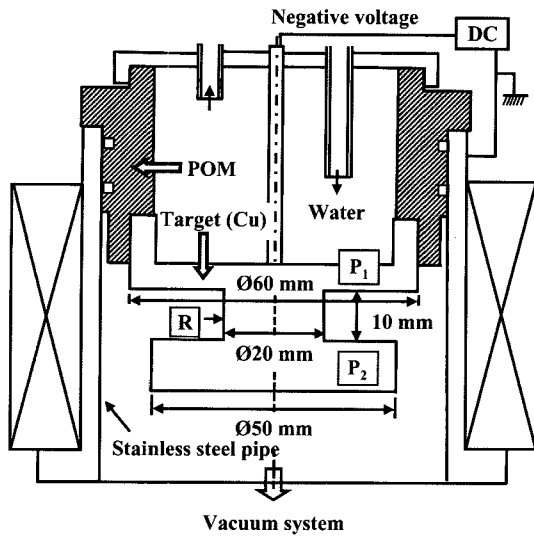 Negative voltage
DC
POM
Target (Cu)
Water
P1
Ø60 mm
10 mm
R
Ø20 mm
P2
Ø50 mm
Stainless steel pipe
Vacuum system